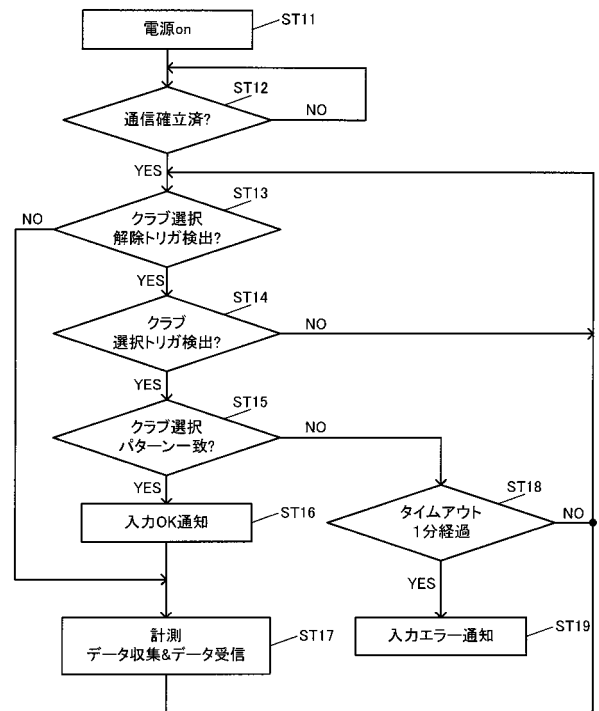 電源on
ST11
ST12
通信確立済?
NO
YES
ST13
NO
クラブ選択
解除トリガ検出?
YES
ST14
クラブ
選択トリガ検出?
NO
YES
ST15
クラブ選択
パターン一致?
NO
YES
ST18
入力OK通知
ST16
タイムアウト
1分経過
NO
YES
計測
データ収集&データ受信
ST17
入力エラー通知
ST19